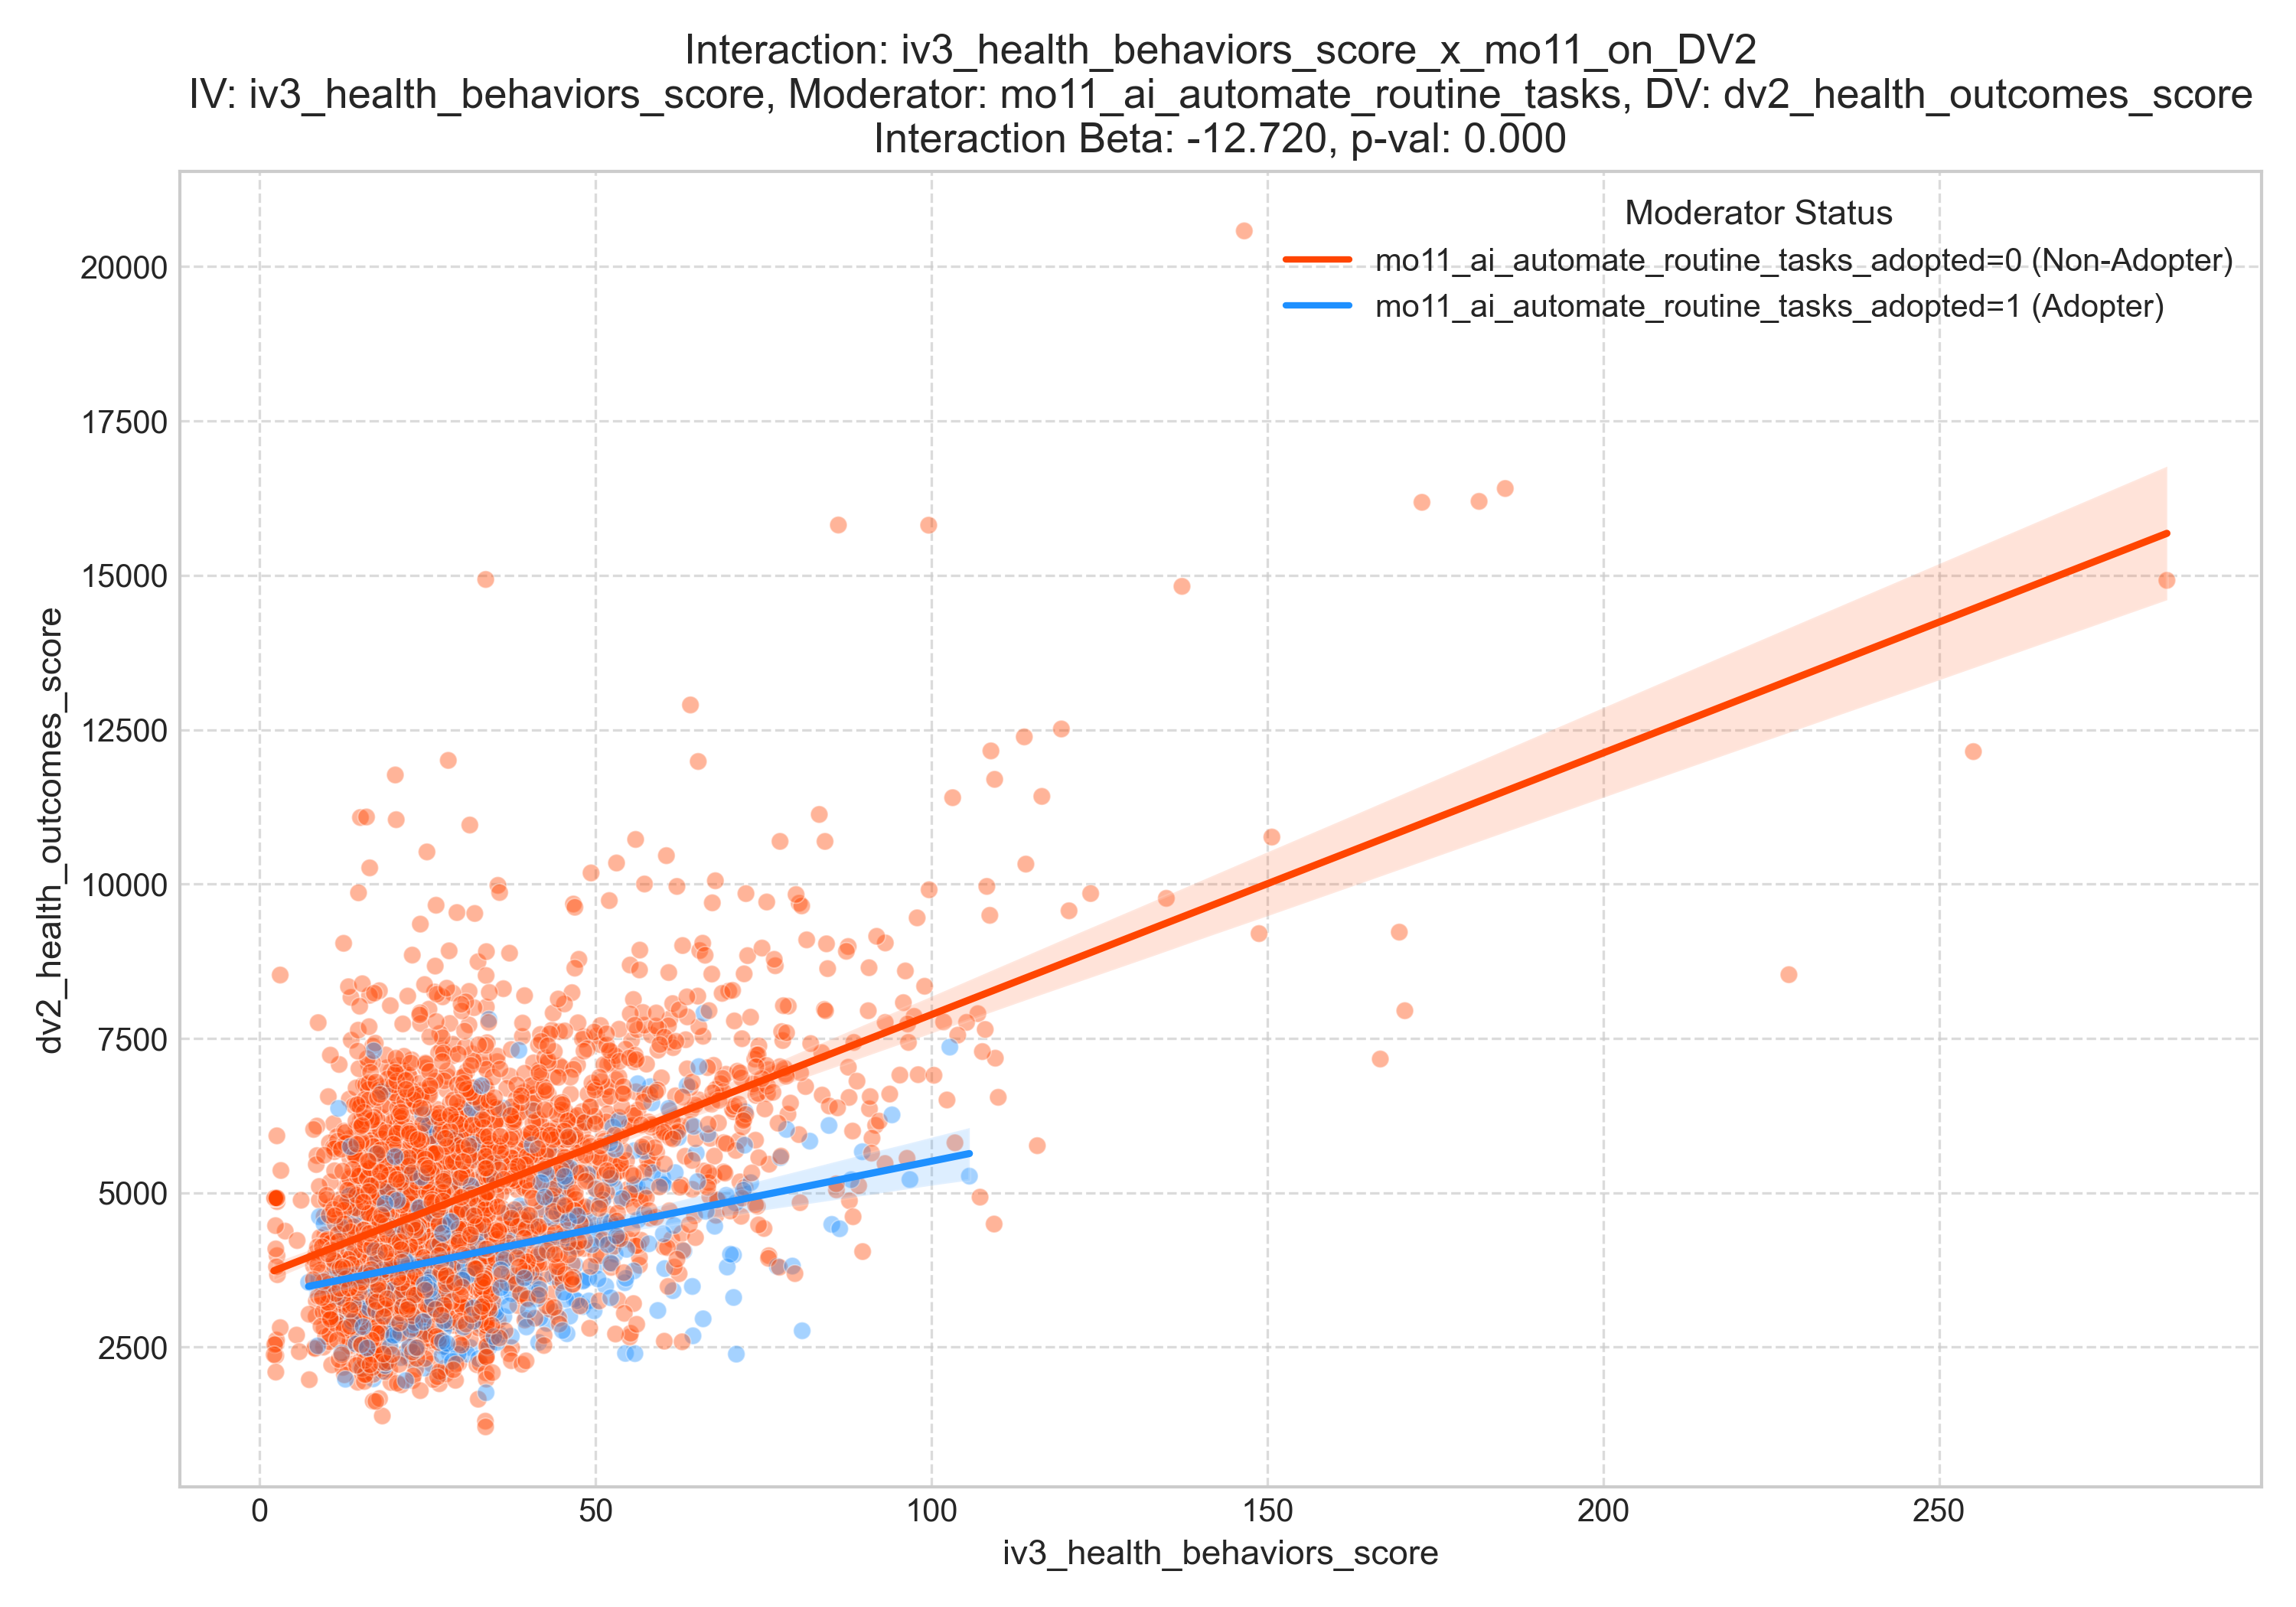 Interaction: iv3_health_behaviors_score_x_mo11_on_DV2
IV: iv3_health_behaviors_score, Moderator: mo11_ai_automate_routine_tasks, DV: dv2_health_outcomes_score
Interaction Beta: -12.720, p-val: 0.000
Moderator Status
mo11_ai_automate_routine_tasks_adopted=0 (Non-Adopter)
mo11_ai_automate_routine_tasks_adopted=1 (Adopter)
20000
17500
15000
12500
10000
7500
5000
2500
dv2_health_outcomes_score
0
50
100
150
200
250
iv3_health_behaviors_score